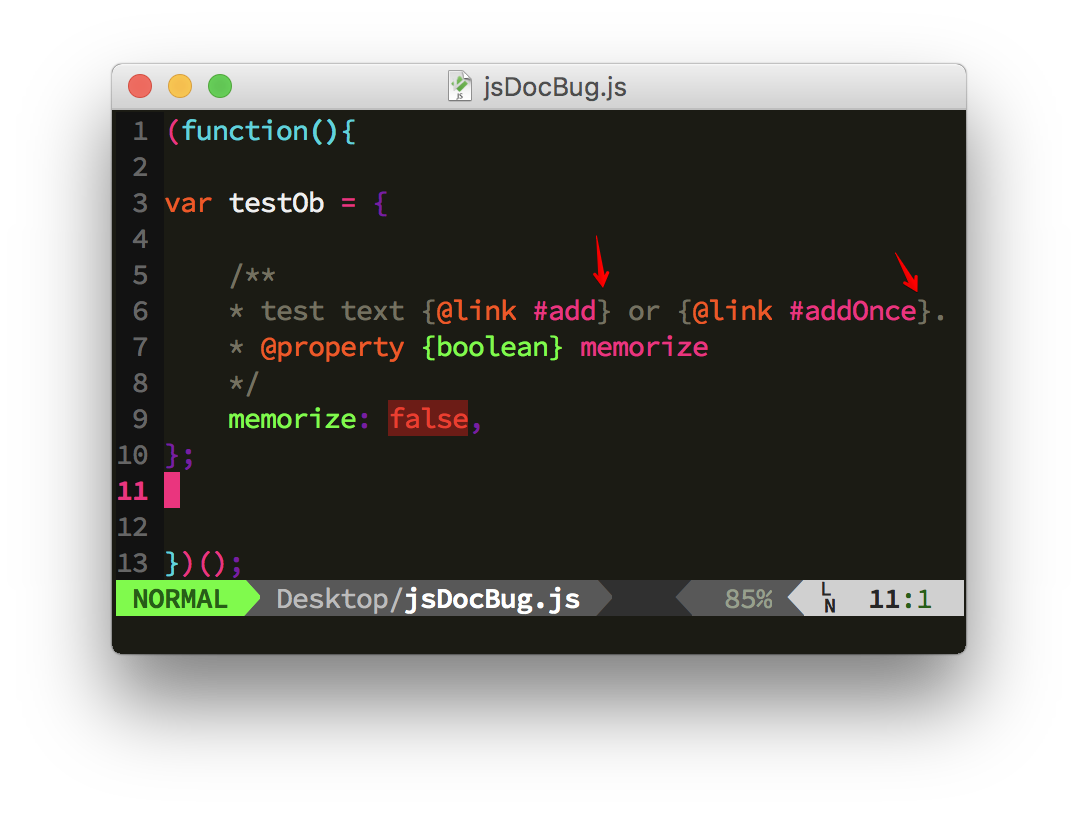 jsDocBug.js
1 (function(){
2
3 var testOb = {
4
5     /**
6     * test text {@link #add} or {@link #addOnce}.
7     * @property {boolean} memorize
8     */
9     memorize: false,
10 };
11
12
13 })();
NORMAL Desktop/jsDocBug.js 85% LN 11:1